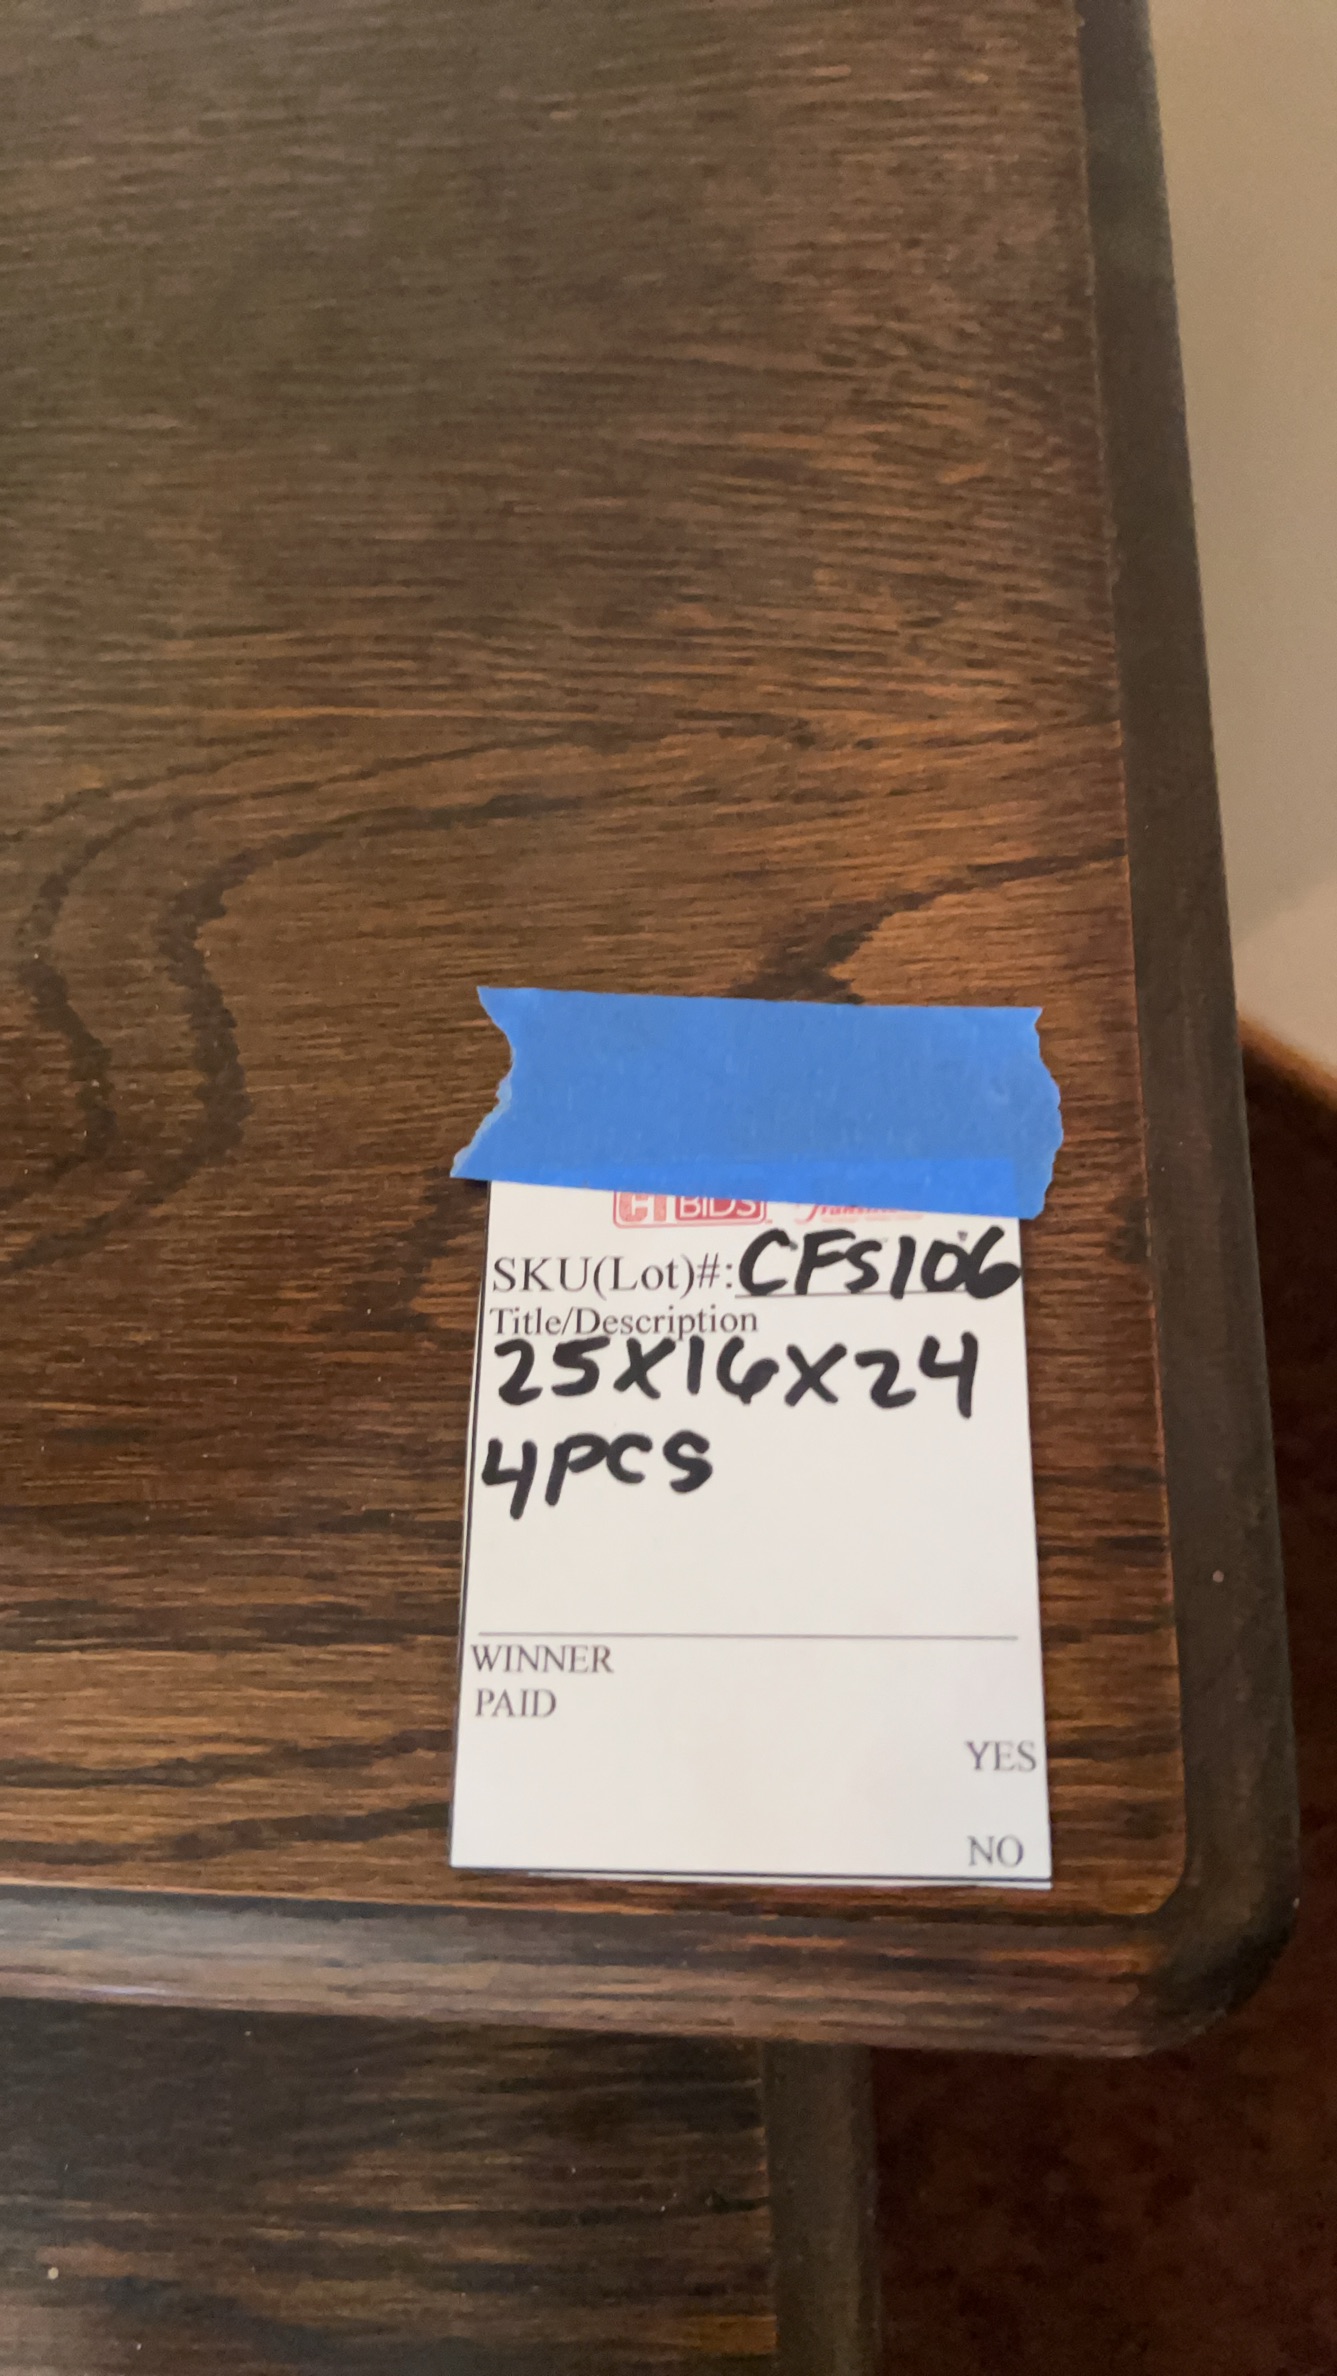 CT BIDS
SKU(Lot)#: CFS106
Title/Description
25X16X24
4PCS
WINNER
PAID
YES
NO